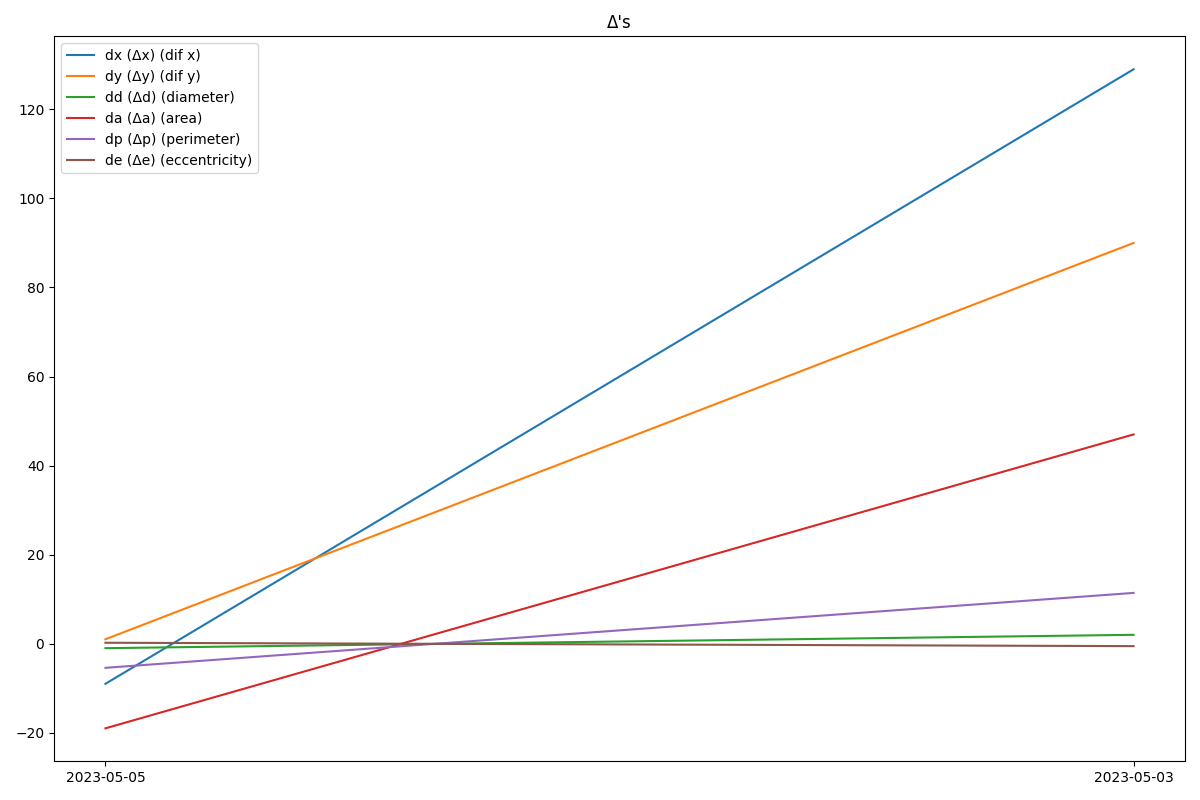 Δ's
dx (Δx) (dif x)
dy (Δy) (dif y)
dd (Δd) (diameter)
da (Δa) (area)
dp (Δp) (perimeter)
de (Δe) (eccentricity)
120
100
80
60
40
20
0
−20
2023-05-05
2023-05-03